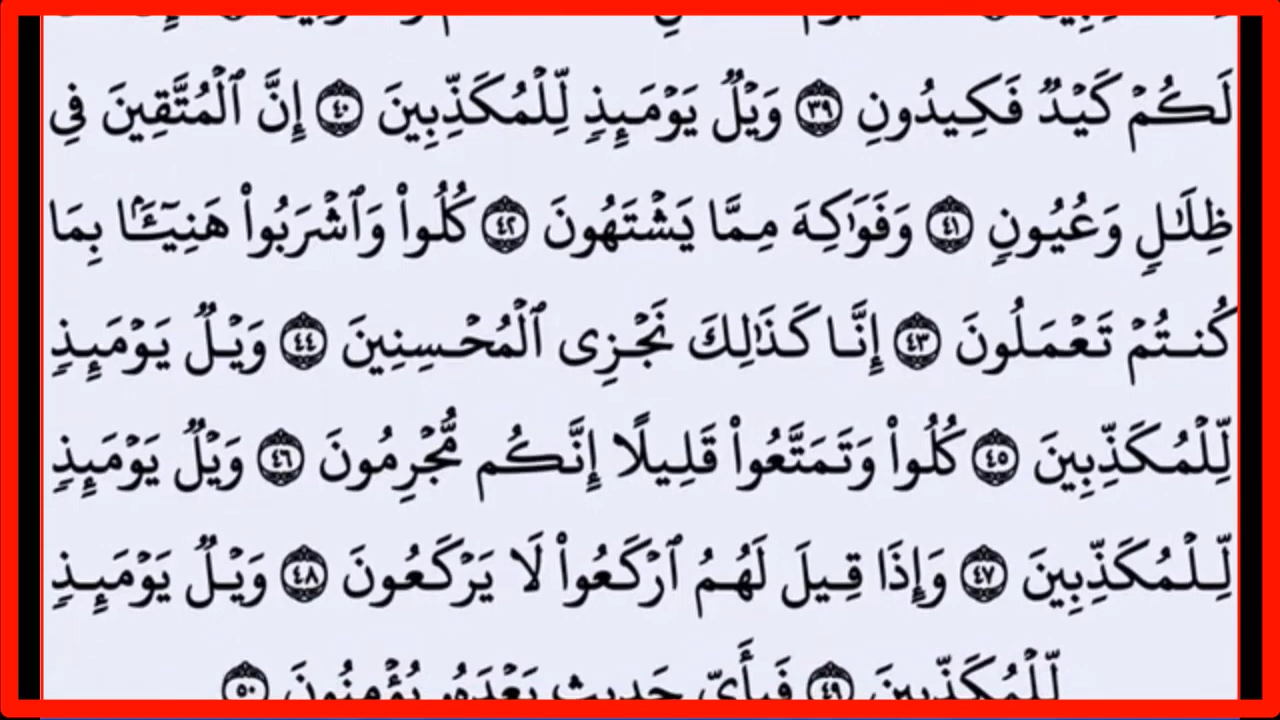 لَكُمْ كَيْدٌ فَكِيدُونِ ٣٩ وَيْلٌ يَوْمَئِذٍ لِّلْمُكَذِّبِينَ ٤٠ إِنَّ ٱلْمُتَّقِينَ فِى
ظِلَـٰلٍ وَعُيُونٍ ٤١ وَفَوَٰكِهَ مِمَّا يَشْتَهُونَ ٤٢ كُلُوا۟ وَٱشْرَبُوا۟ هَنِيٓـًٔۢا بِمَا
كُنتُمْ تَعْمَلُونَ ٤٣ إِنَّا كَذَٰلِكَ نَجْزِى ٱلْمُحْسِنِينَ ٤٤ وَيْلٌ يَوْمَئِذٍ
لِّلْمُكَذِّبِينَ ٤٥ كُلُوا۟ وَتَمَتَّعُوا۟ قَلِيلًا إِنَّكُم مُّجْرِمُونَ ٤٦ وَيْلٌ يَوْمَئِذٍ
لِّلْمُكَذِّبِينَ ٤٧ وَإِذَا قِيلَ لَهُمُ ٱرْكَعُوا۟ لَا يَرْكَعُونَ ٤٨ وَيْلٌ يَوْمَئِذٍ
لِّلْمُكَذِّبِينَ ٤٩ فَبِأَىِّ حَدِيثٍۭ بَعْدَهُۥ يُؤْمِنُونَ ٥٠